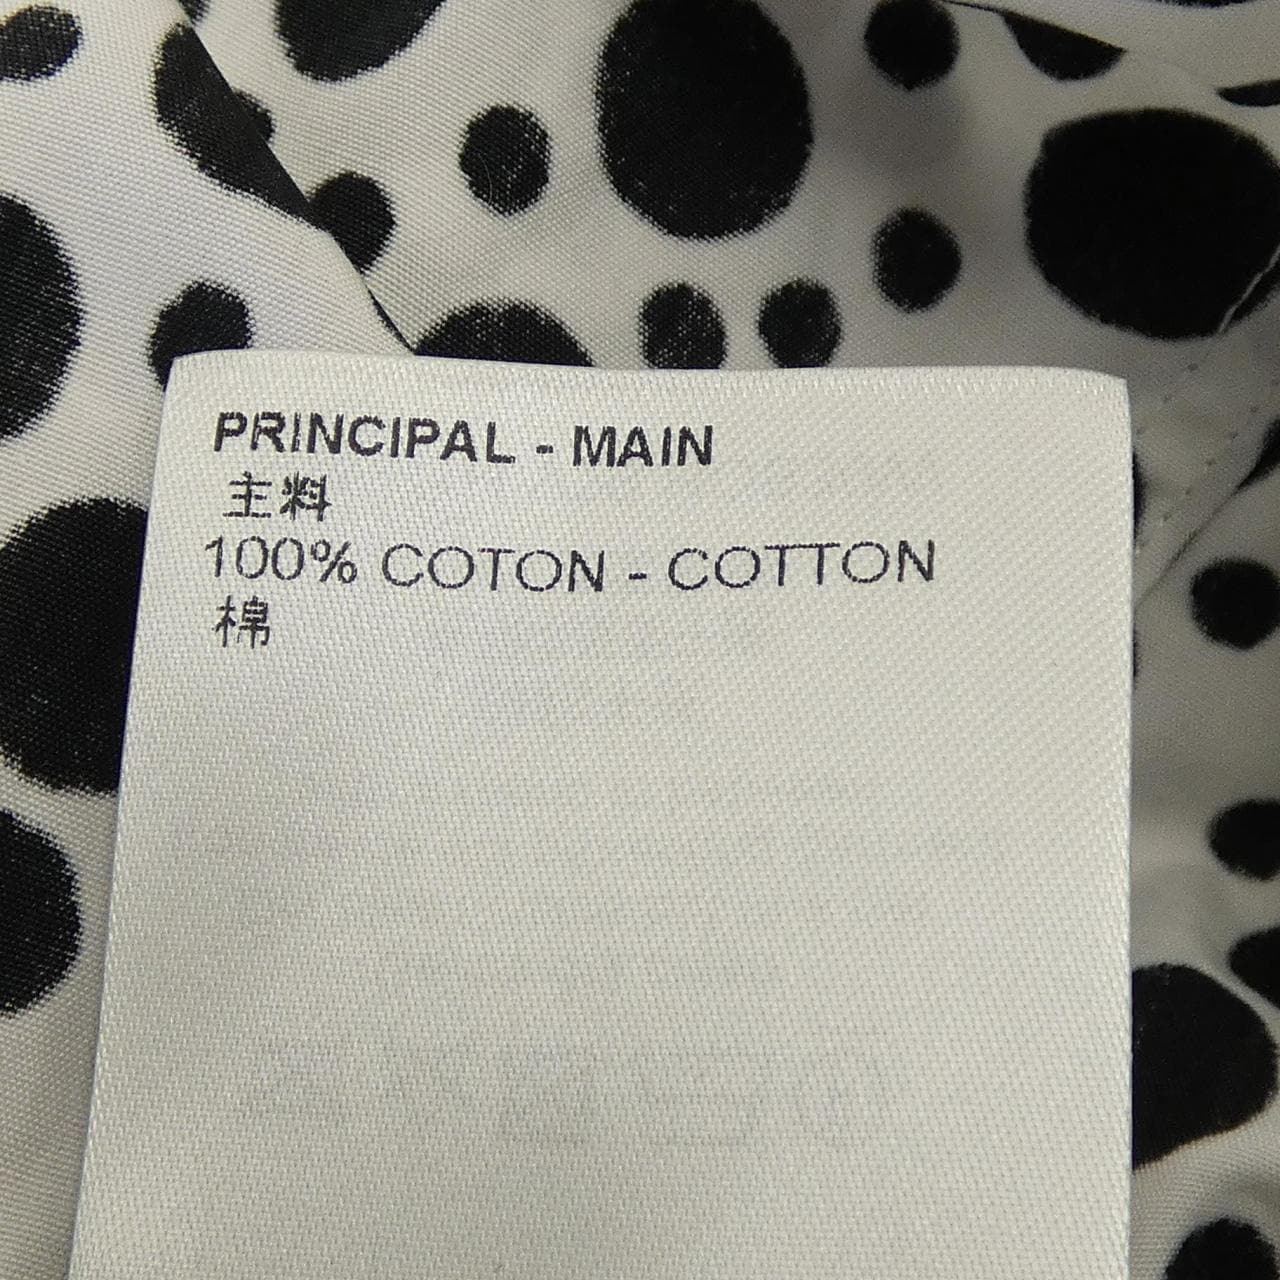 PRINCIPAL - MAIN
主料
100% COTON - COTTON
棉